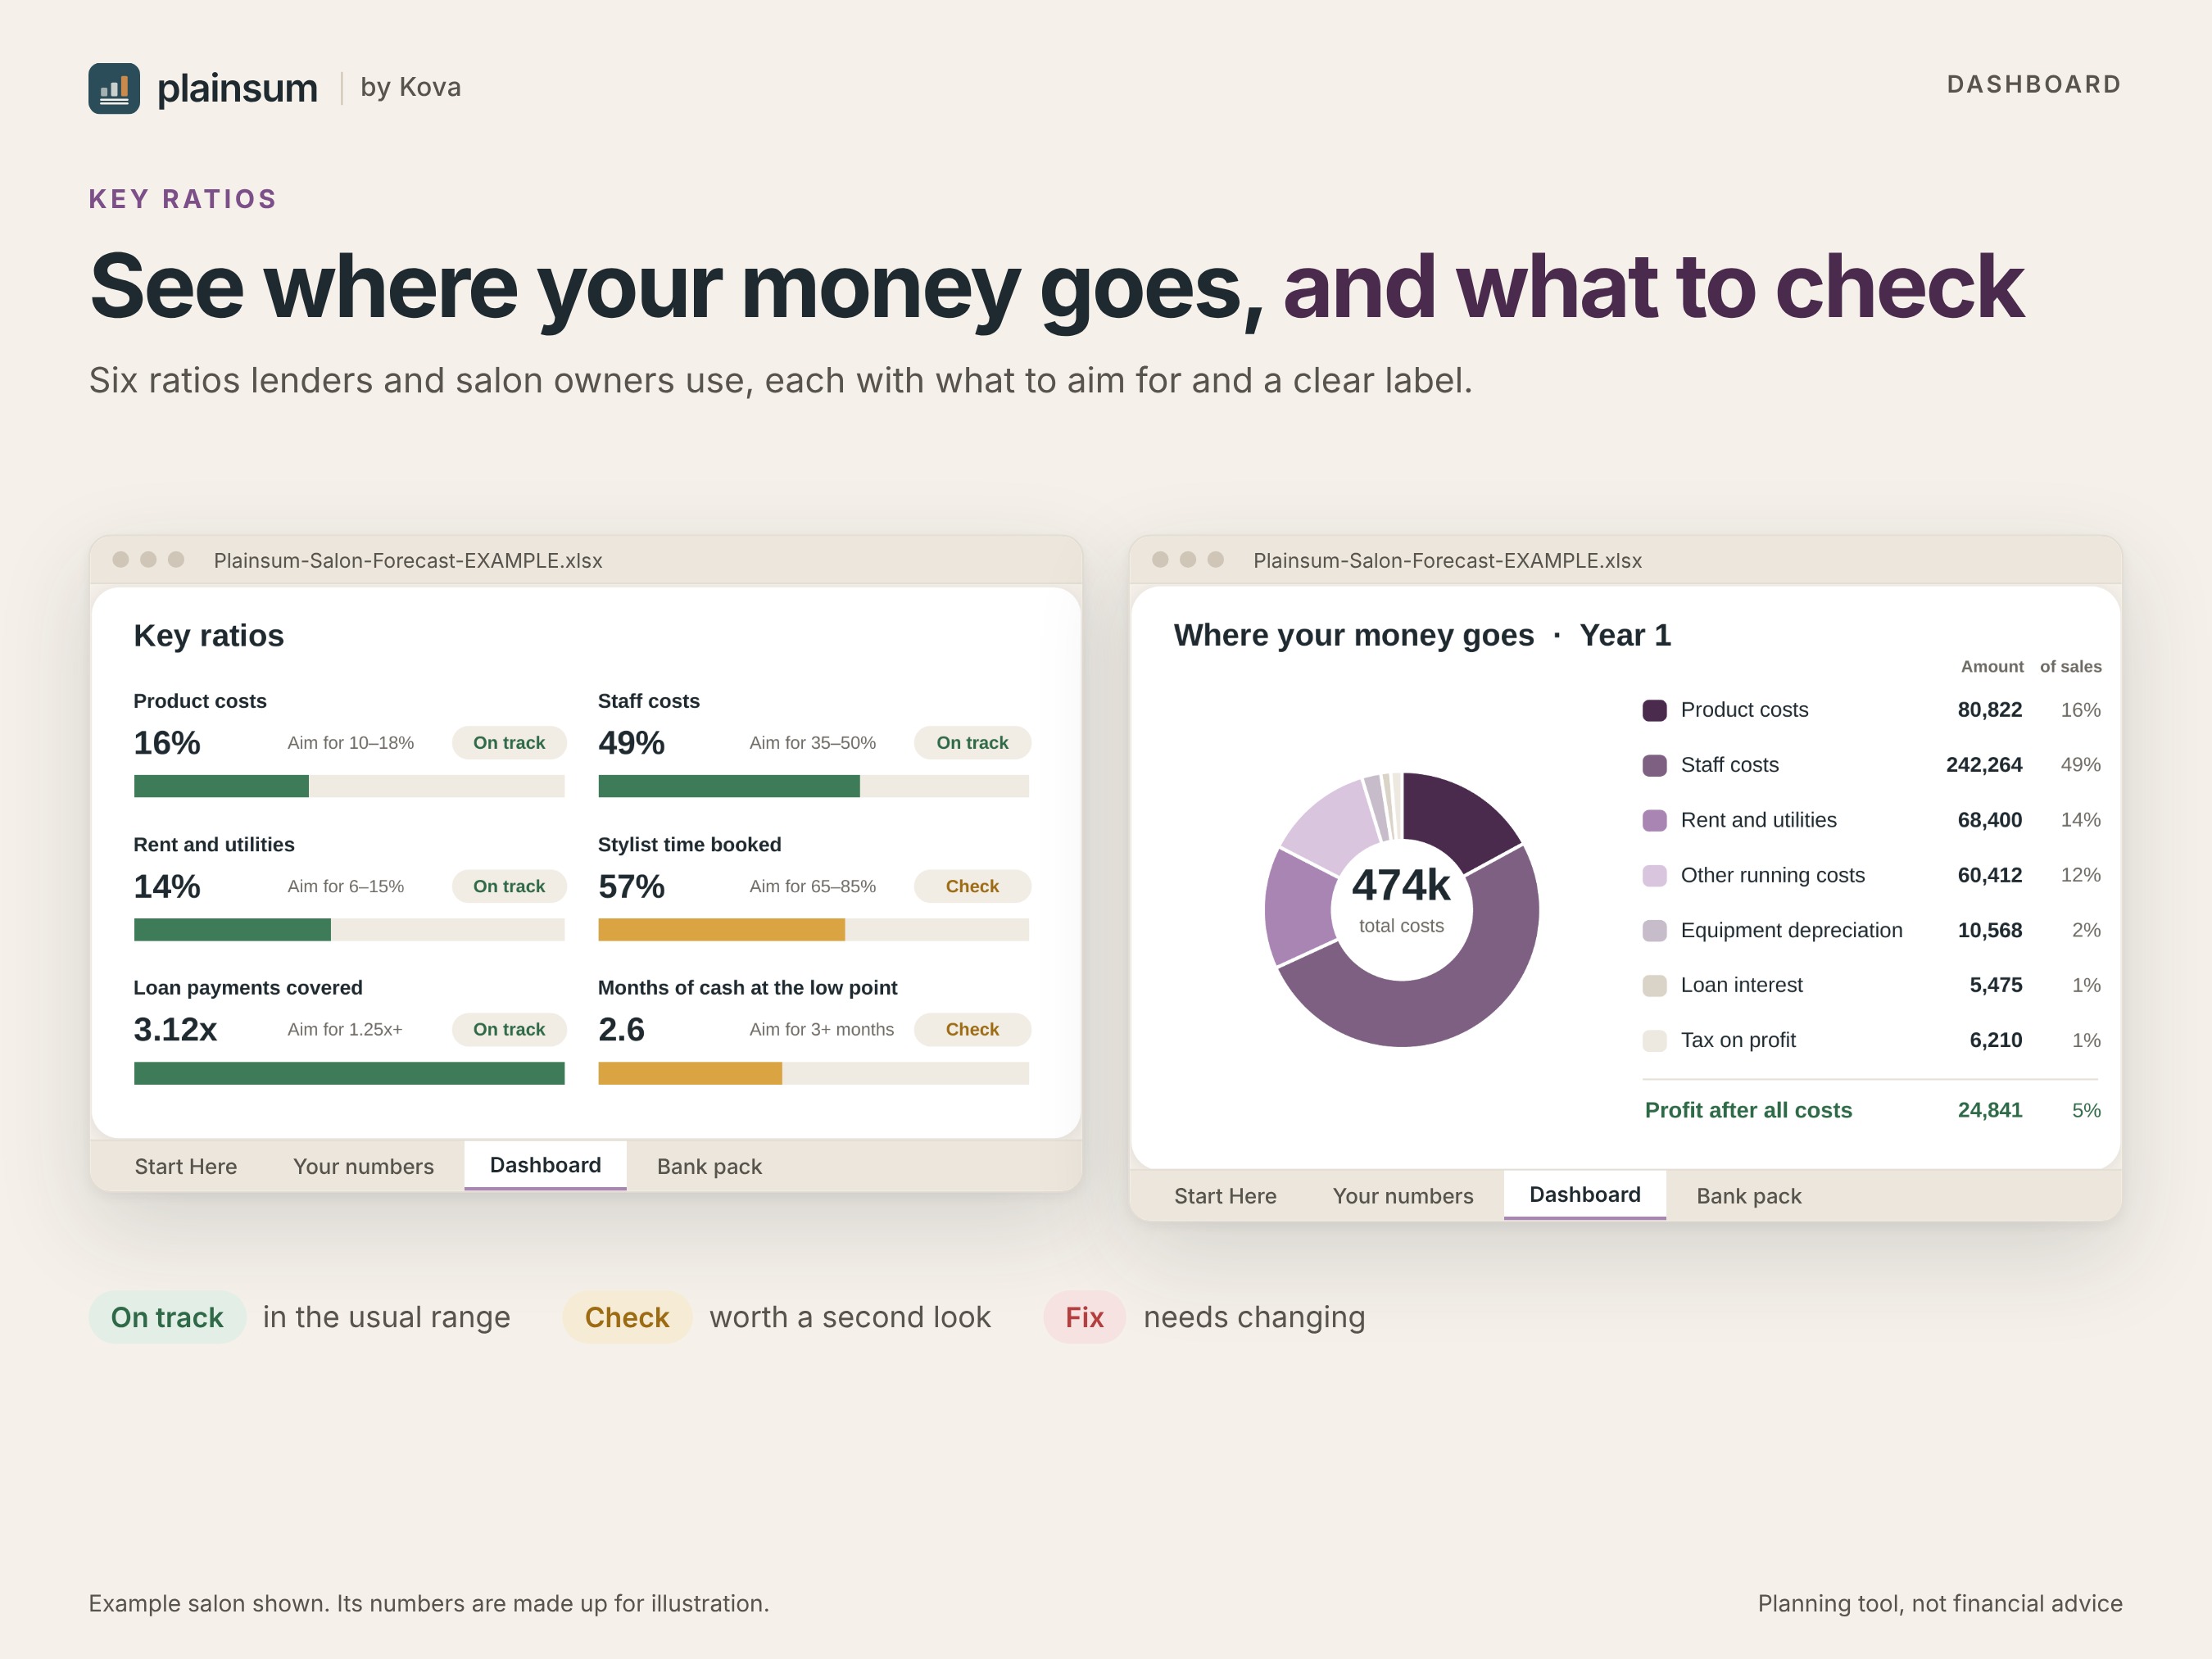 plainsum | by Kova
DASHBOARD
KEY RATIOS
See where your money goes, and what to check
Six ratios lenders and salon owners use, each with what to aim for and a clear label.
Plainsum-Salon-Forecast-EXAMPLE.xlsx
Key ratios
Product costs
16% Aim for 10–18% On track
Staff costs
49% Aim for 35–50% On track
Rent and utilities
14% Aim for 6–15% On track
Stylist time booked
57% Aim for 65–85% Check
Loan payments covered
3.12x Aim for 1.25x+ On track
Months of cash at the low point
2.6 Aim for 3+ months Check
Start Here Your numbers Dashboard Bank pack
Plainsum-Salon-Forecast-EXAMPLE.xlsx
Where your money goes · Year 1
Amount of sales
474k
total costs
Product costs 80,822 16%
Staff costs 242,264 49%
Rent and utilities 68,400 14%
Other running costs 60,412 12%
Equipment depreciation 10,568 2%
Loan interest 5,475 1%
Tax on profit 6,210 1%
Profit after all costs 24,841 5%
Start Here Your numbers Dashboard Bank pack
On track in the usual range Check worth a second look Fix needs changing
Example salon shown. Its numbers are made up for illustration.
Planning tool, not financial advice